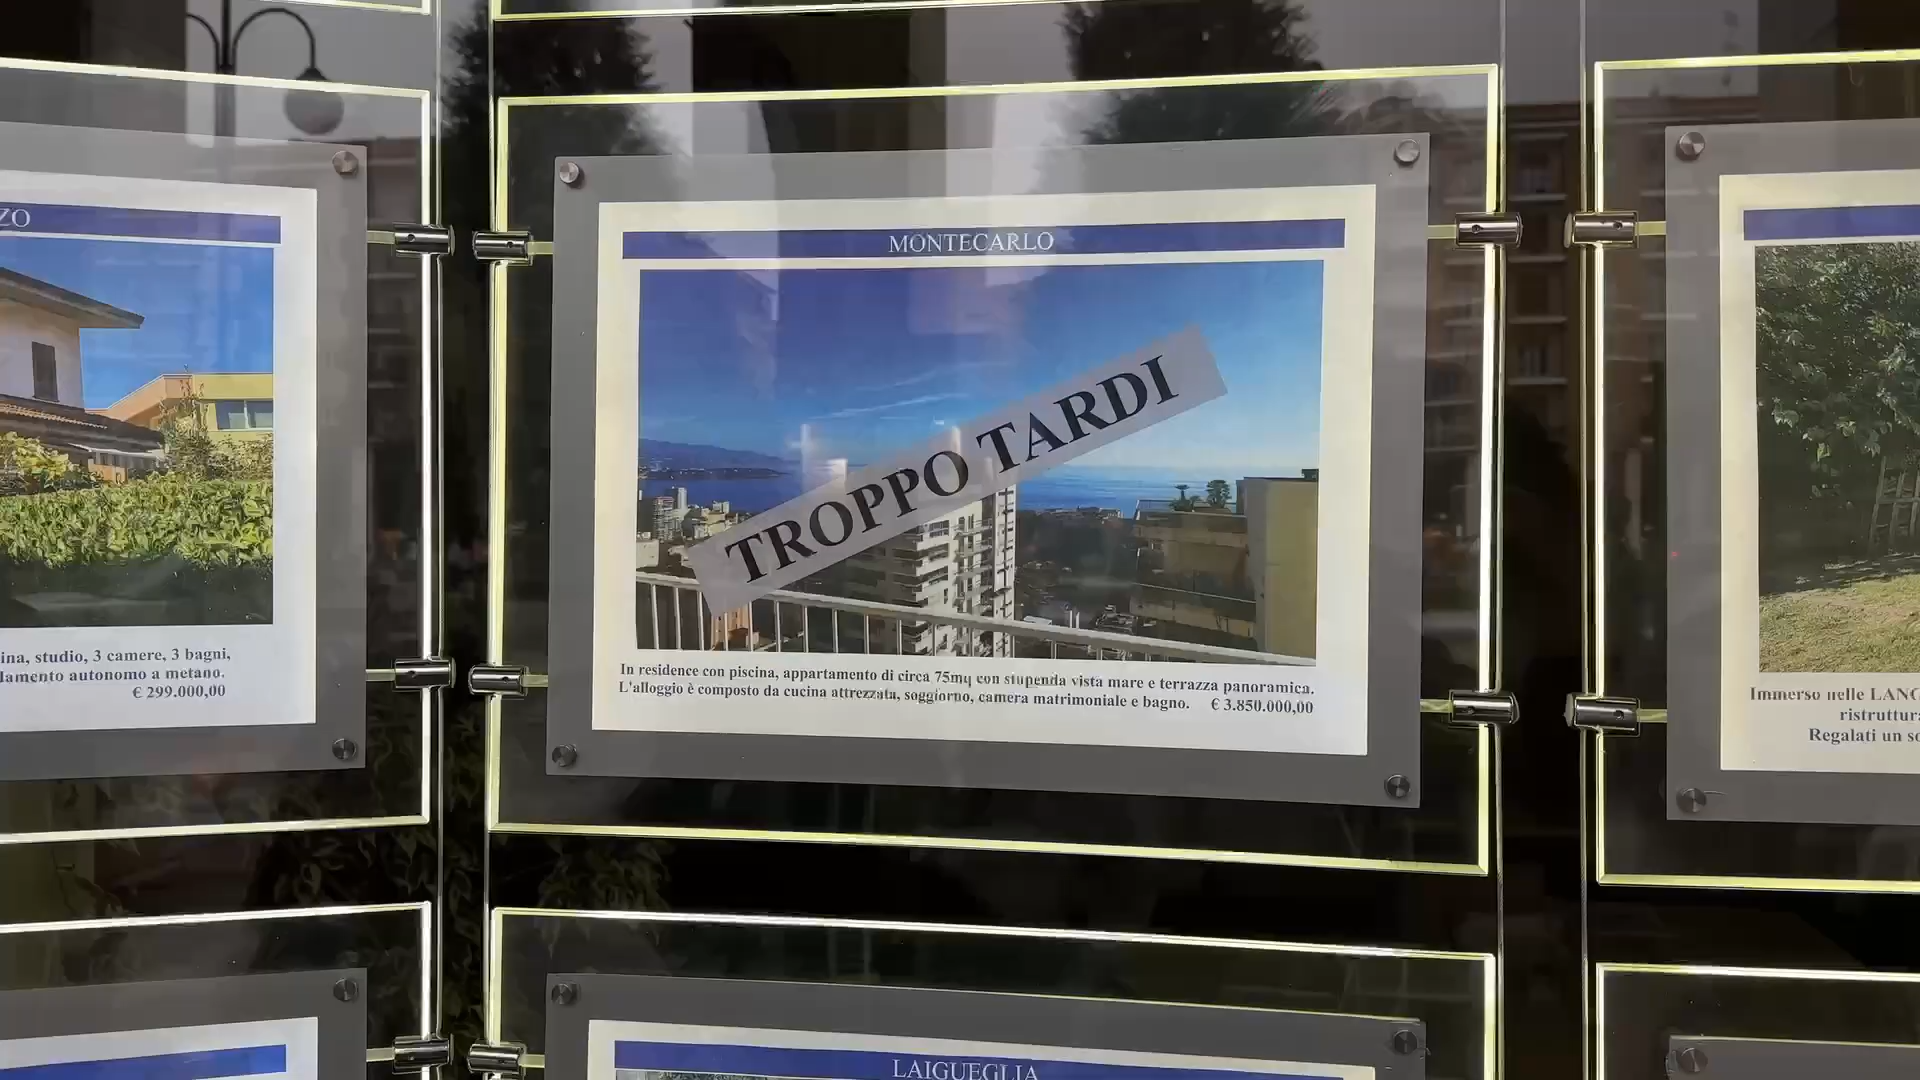 ZO
ina, studio, 3 camere, 3 bagni,
lamento autonomo a metano.
€ 299.000,00
MONTECARLO
TROPPO TARDI
In residence con piscina, appartamento di circa 75mq con stupenda vista mare e terrazza panoramica.
L'alloggio è composto da cucina attrezzata, soggiorno, camera matrimoniale e bagno. € 3.850.000,00
Immerso nelle LANG
ristruttura
Regalati un so
LAIGUEGLIA